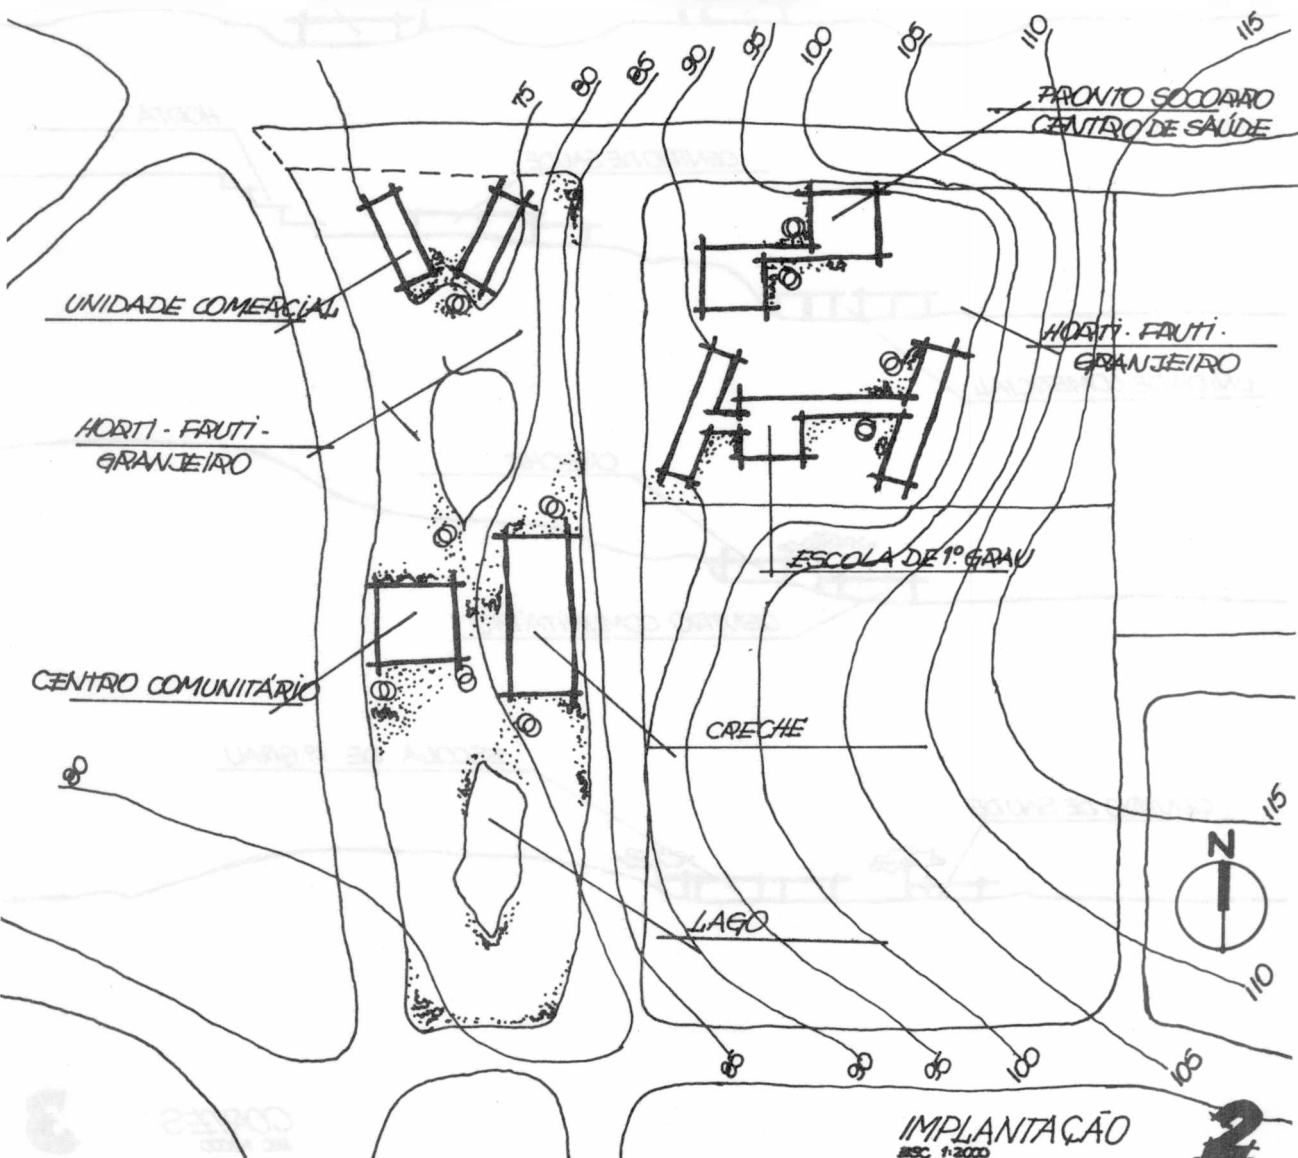 75
80
85
90
95
100
105
110
115
PRONTO SOCORRO
CENTRO DE SAÚDE
UNIDADE COMERCIAL
HORTI-FRUTI-
GRANJEIRO
HORTI-FRUTI-
GRANJEIRO
ESCOLA DE 1º GRAU
CENTRO COMUNITÁRIO
CRECHE
80
115
N
LAGO
110
85
90
95
100
105
IMPLANTAÇÃO
ESC 1:2000
2